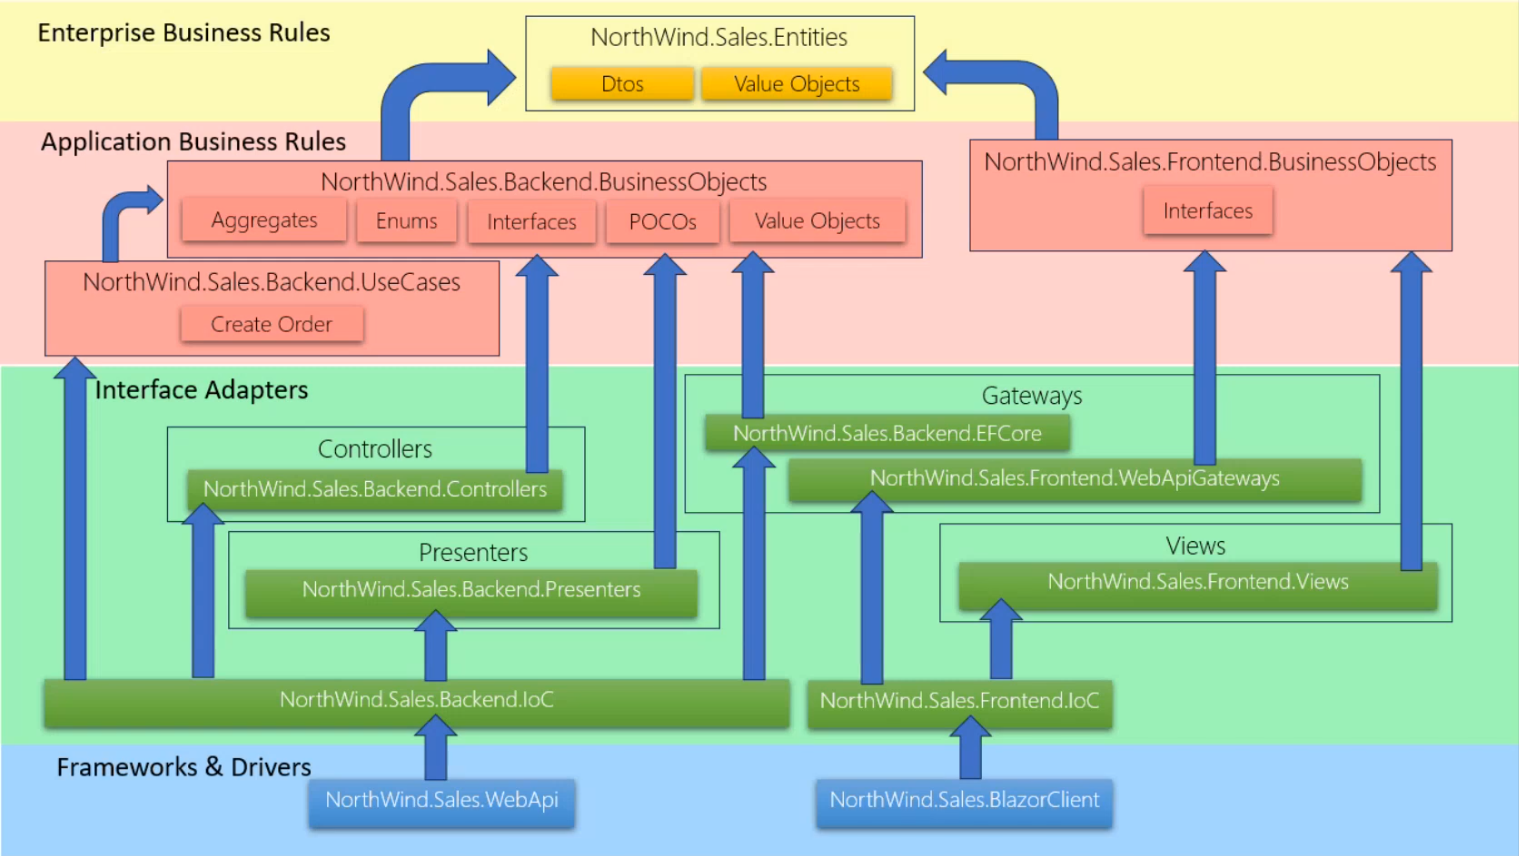 Enterprise Business Rules
NorthWind.Sales.Entities
Dtos
Value Objects
Application Business Rules
NorthWind.Sales.Backend.BusinessObjects
Aggregates
Enums
Interfaces
POCOs
Value Objects
NorthWind.Sales.Frontend.BusinessObjects
Interfaces
NorthWind.Sales.Backend.UseCases
Create Order
Interface Adapters
Controllers
NorthWind.Sales.Backend.Controllers
Gateways
NorthWind.Sales.Backend.EFCore
NorthWind.Sales.Frontend.WebApiGateways
Presenters
NorthWind.Sales.Backend.Presenters
Views
NorthWind.Sales.Frontend.Views
NorthWind.Sales.Backend.IoC
NorthWind.Sales.Frontend.IoC
Frameworks & Drivers
NorthWind.Sales.WebApi
NorthWind.Sales.BlazorClient